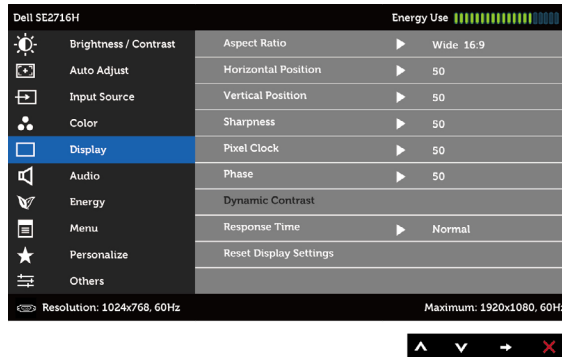 Dell SE2716H Energy Use
Brightness / Contrast Aspect Ratio Wide 16:9
Auto Adjust Horizontal Position 50
Input Source Vertical Position 50
Color Sharpness 50
Display Pixel Clock 50
Audio Phase 50
Energy Dynamic Contrast
Menu Response Time Normal
Personalize Reset Display Settings
Others
Resolution: 1024x768, 60Hz Maximum: 1920x1080, 60Hz